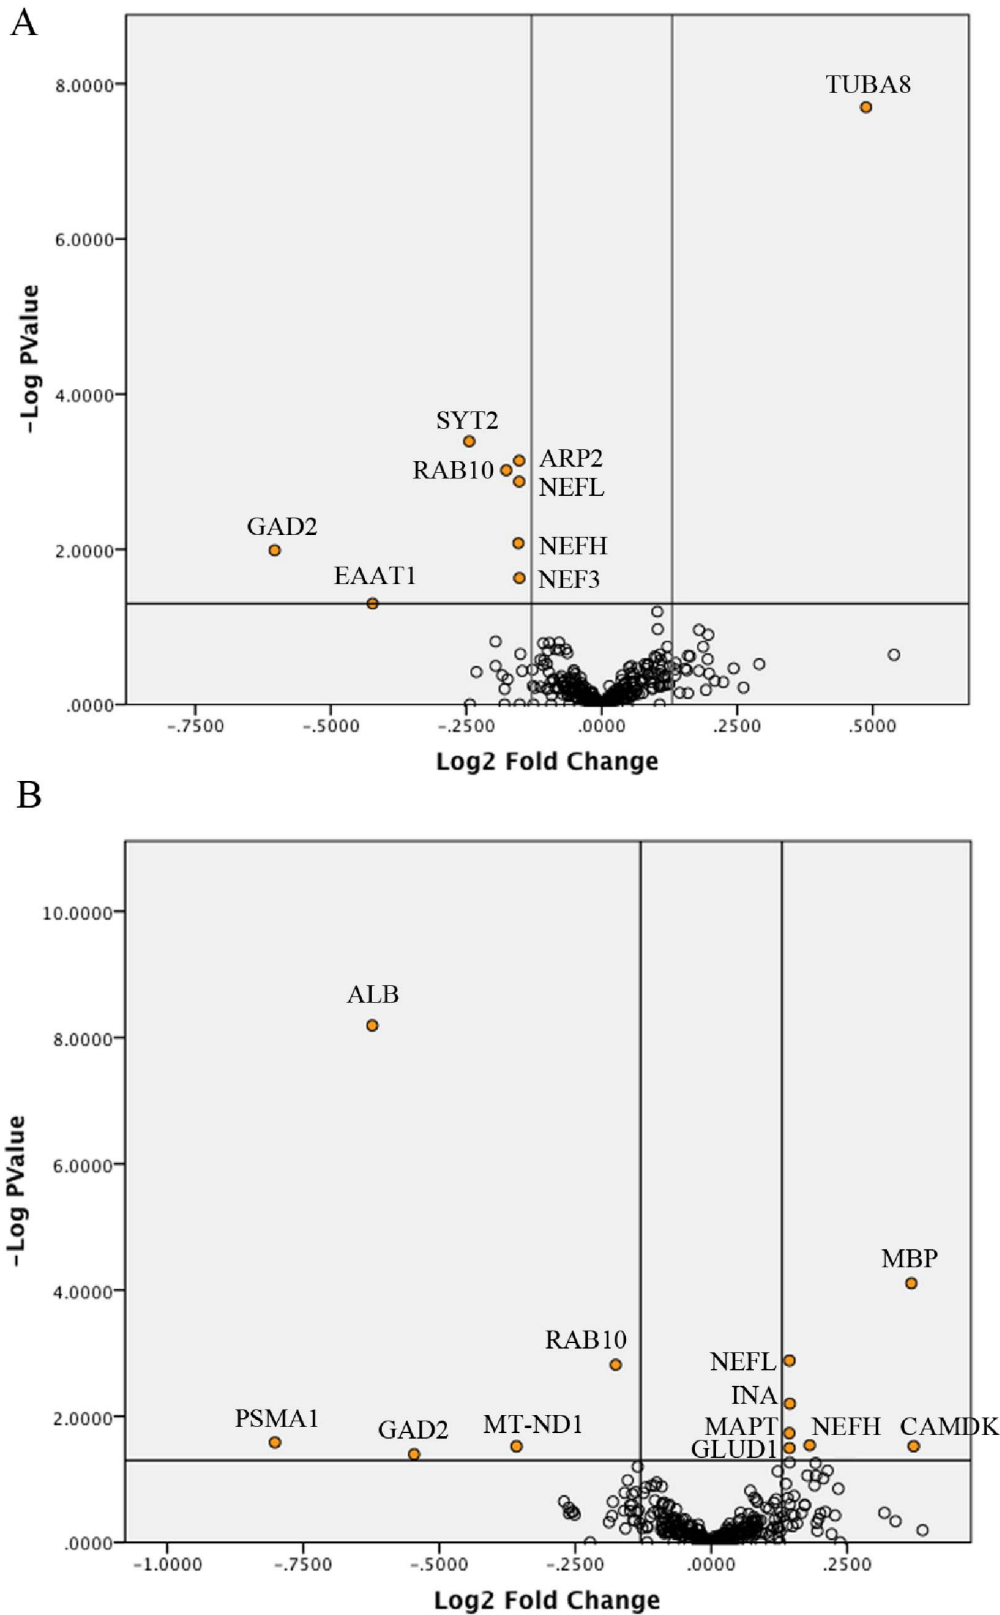 A
8.0000
TUBA8
6.0000
-Log PValue
4.0000
SYT2
ARP2
RAB10
NEFL
GAD2
2.0000
NEFH
EAAT1
NEF3
.0000
-.7500 -.5000 -.2500 .0000 .2500 .5000
Log2 Fold Change
B
10.0000
ALB
8.0000
-Log PValue
6.0000
MBP
4.0000
RAB10
NEFL
INA
2.0000
PSMA1 GAD2 MT-ND1 MAPT NEFH CAMDK
GLUD1
.0000
-1.0000 -.7500 -.5000 -.2500 .0000 .2500
Log2 Fold Change